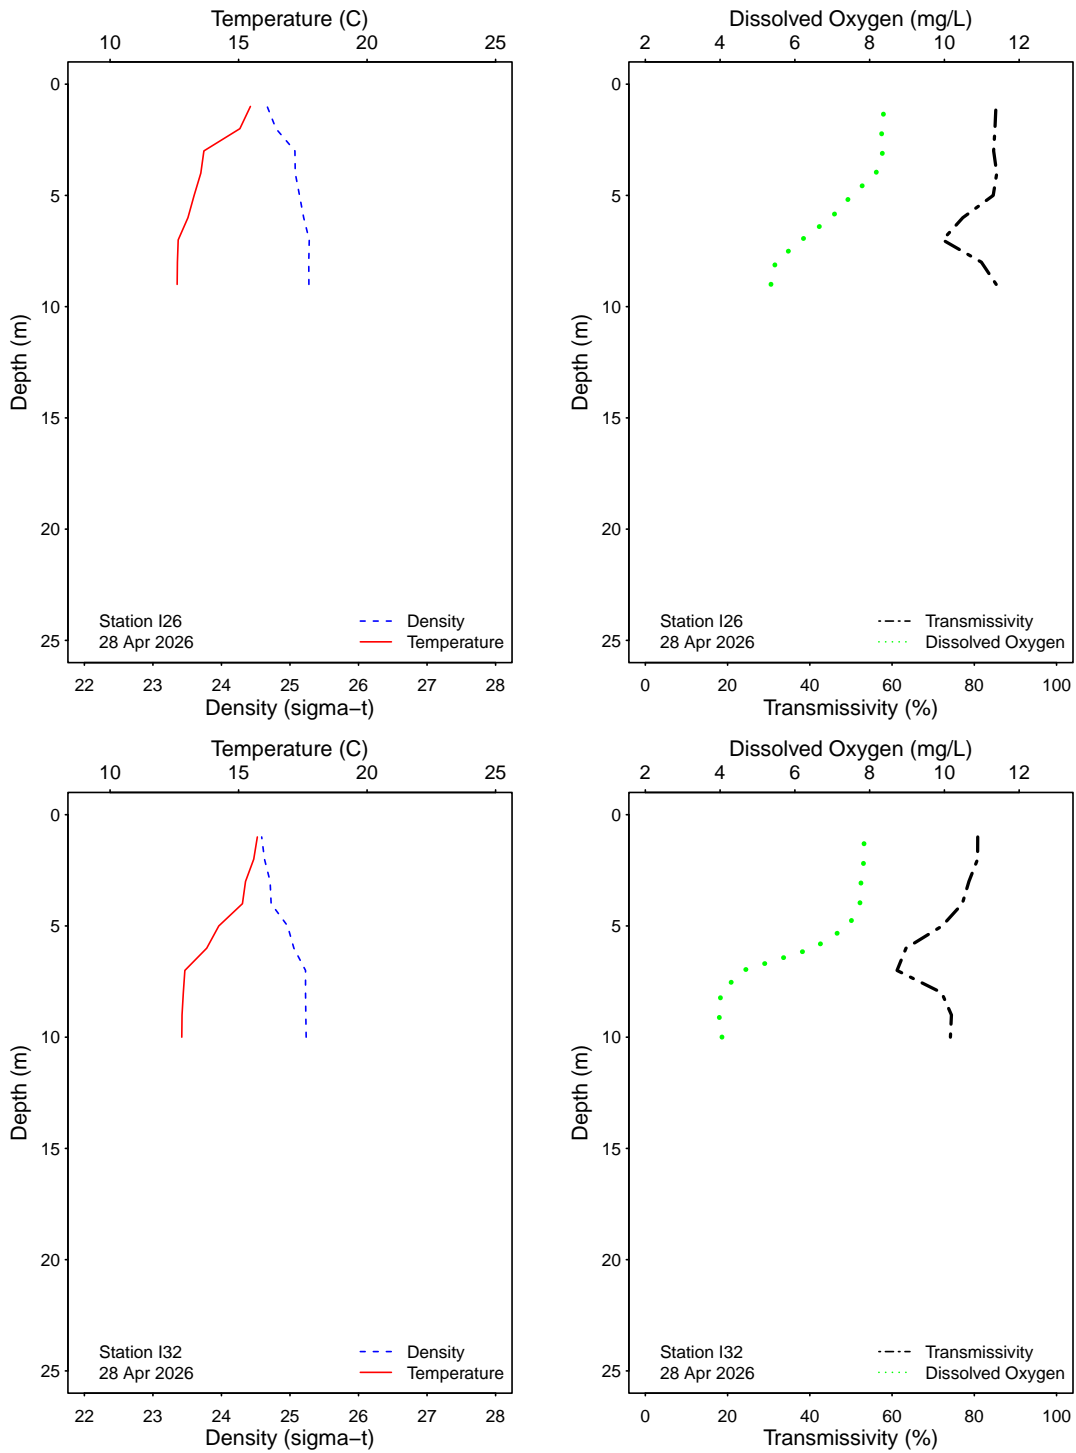 Temperature (C)
10 15 20 25
0
5
10
15
20
25
Depth (m)
Station I26
28 Apr 2026
Density
Temperature
22 23 24 25 26 27 28
Density (sigma−t)
Dissolved Oxygen (mg/L)
2 4 6 8 10 12
0
5
10
15
20
25
Depth (m)
Station I26
28 Apr 2026
Transmissivity
Dissolved Oxygen
0 20 40 60 80 100
Transmissivity (%)
Temperature (C)
10 15 20 25
0
5
10
15
20
25
Depth (m)
Station I32
28 Apr 2026
Density
Temperature
22 23 24 25 26 27 28
Density (sigma−t)
Dissolved Oxygen (mg/L)
2 4 6 8 10 12
0
5
10
15
20
25
Depth (m)
Station I32
28 Apr 2026
Transmissivity
Dissolved Oxygen
0 20 40 60 80 100
Transmissivity (%)